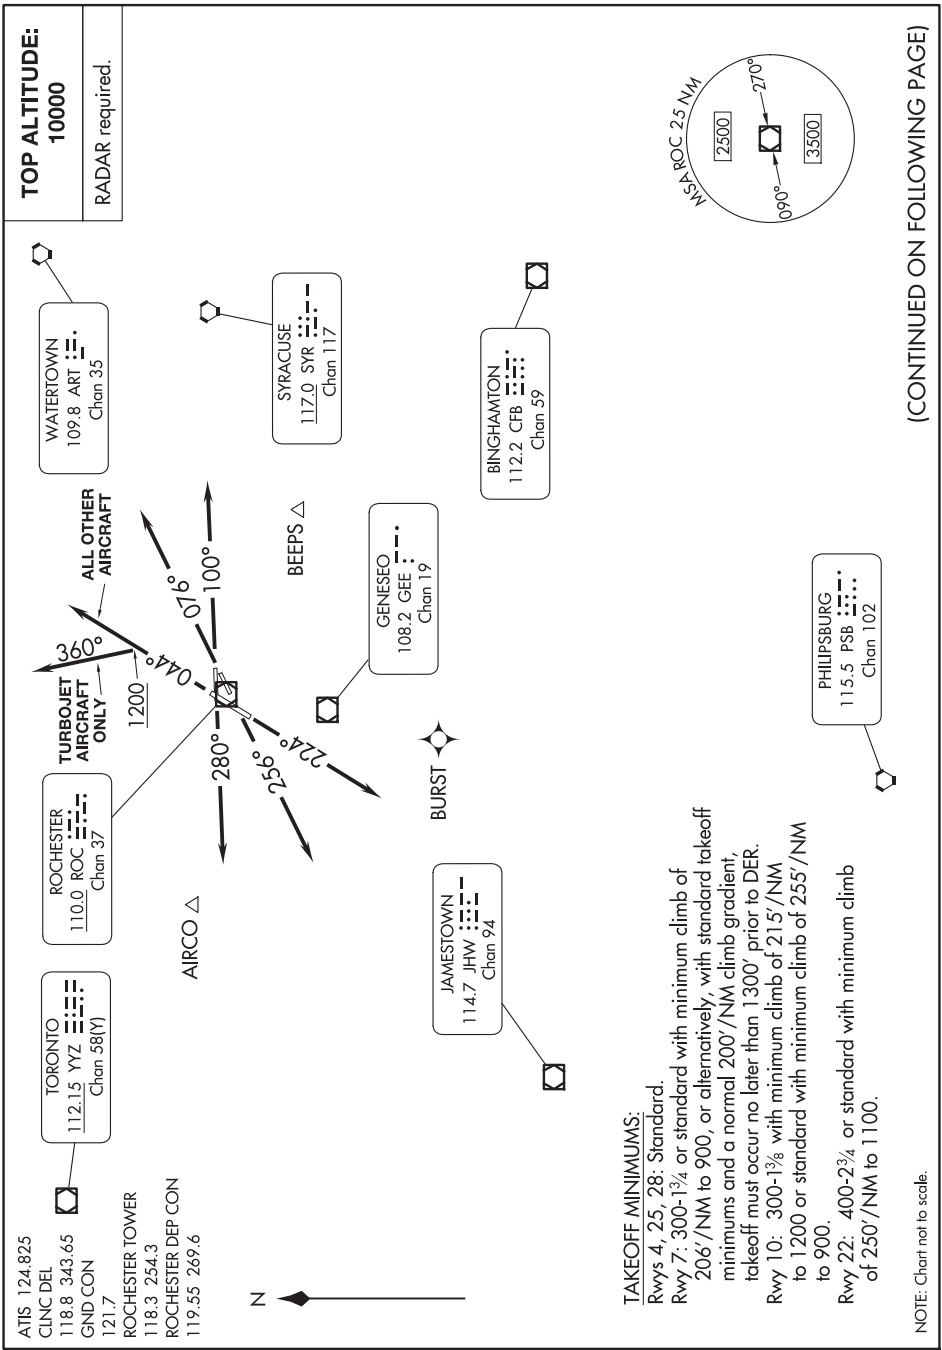 ATIS 124.825
CLNC DEL
118.8 343.65
GND CON
121.7
ROCHESTER TOWER
118.3 254.3
ROCHESTER DEP CON
119.55 269.6
TOP ALTITUDE:
10000
RADAR required.
TORONTO
112.15 YYZ
Chan 58(Y)
ROCHESTER
110.0 ROC
Chan 37
WATERTOWN
109.8 ART
Chan 35
SYRACUSE
117.0 SYR
Chan 117
BINGHAMTON
112.2 CFB
Chan 59
GENESEO
108.2 GEE
Chan 19
JAMESTOWN
114.7 JHW
Chan 94
PHILIPSBURG
115.5 PSB
Chan 102
TURBOJET
AIRCRAFT
ONLY
ALL OTHER
AIRCRAFT
360°
1200
044°
076°
100°
280°
256°
224°
AIRCO
BEEPS
BURST
N
MSA ROC 25 NM
2500
270°
090°
3500
TAKEOFF MINIMUMS:
Rwys 4, 25, 28: Standard.
Rwy 7: 300-1¾ or standard with minimum climb of
206'/NM to 900, or alternatively, with standard takeoff
minimums and a normal 200'/NM climb gradient,
takeoff must occur no later than 1300' prior to DER.
Rwy 10: 300-1⅜ with minimum climb of 215'/NM
to 1200 or standard with minimum climb of 255'/NM
to 900.
Rwy 22: 400-2¾ or standard with minimum climb
of 250'/NM to 1100.
NOTE: Chart not to scale.
(CONTINUED ON FOLLOWING PAGE)